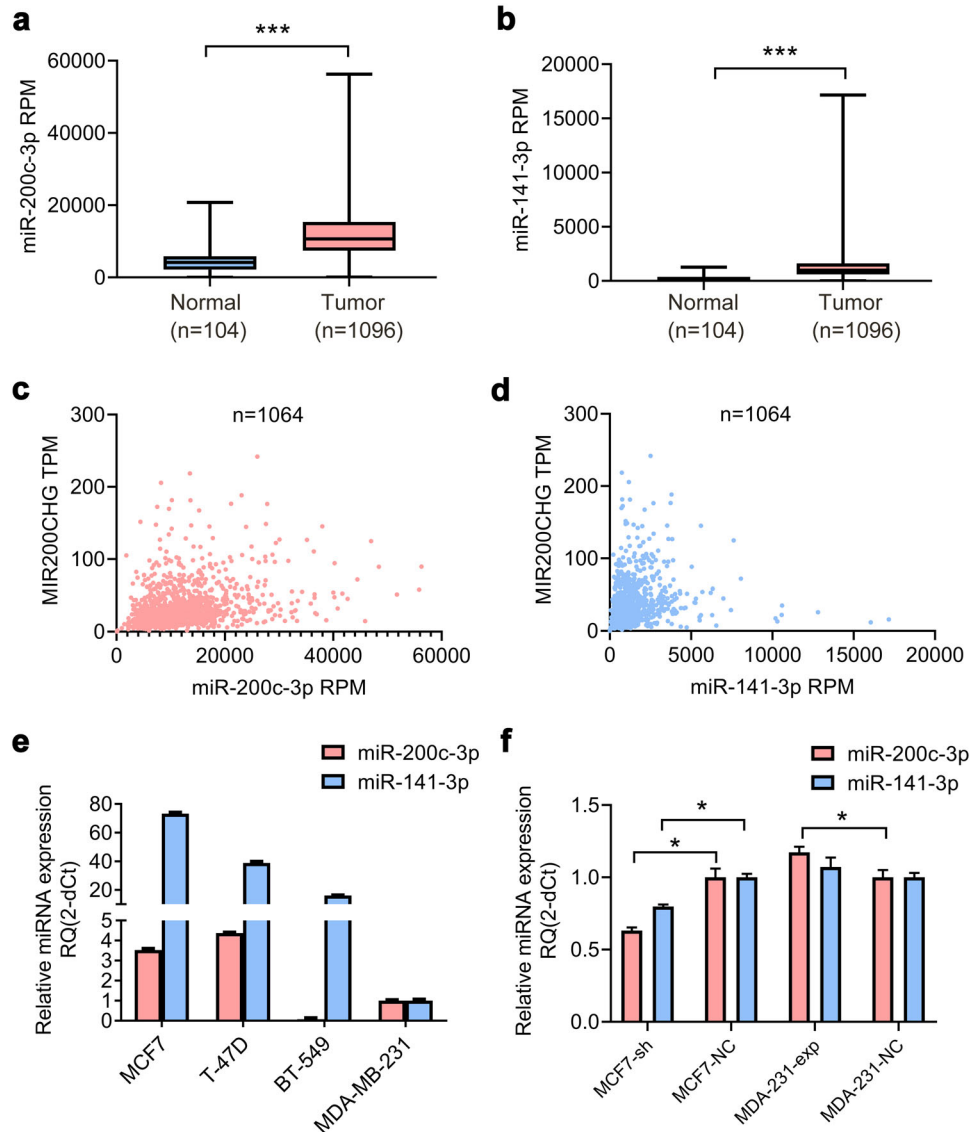 a
***
miR-200c-3p RPM
60000
40000
20000
0
Normal
(n=104)
Tumor
(n=1096)
b
***
miR-141-3p RPM
20000
15000
10000
5000
0
Normal
(n=104)
Tumor
(n=1096)
c
n=1064
MIR200CHG TPM
300
200
100
0
0 20000 40000 60000
miR-200c-3p RPM
d
n=1064
MIR200CHG TPM
300
200
100
0
0 5000 10000 15000 20000
miR-141-3p RPM
e
miR-200c-3p
miR-141-3p
Relative miRNA expression
RQ(2-dCt)
80
60
40
20
5
4
3
2
1
0
MCF7
T-47D
BT-549
MDA-MB-231
f
miR-200c-3p
miR-141-3p
Relative miRNA expression
RQ(2-dCt)
1.5
1.0
0.5
0.0
*
*
*
MCF7-sh
MCF7-NC
MDA-231-exp
MDA-231-NC